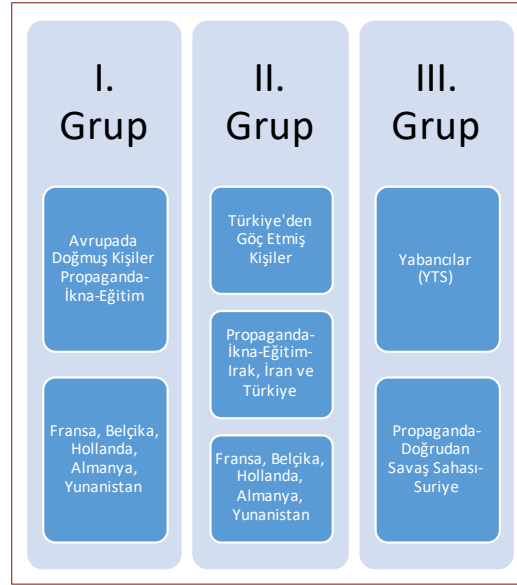 I.
Grup
Avrupada
Doğmuş Kişiler
Propaganda-
İkna-Eğitim
Fransa, Belçika,
Hollanda,
Almanya,
Yunanistan
II.
Grup
Türkiye'den
Göç Etmiş
Kişiler
Propaganda-
İkna-Eğitim-
Irak, İran ve
Türkiye
Fransa, Belçika,
Hollanda,
Almanya,
Yunanistan
III.
Grup
Yabancılar
(YTS)
Propaganda-
Doğrudan
Savaş Sahası-
Suriye